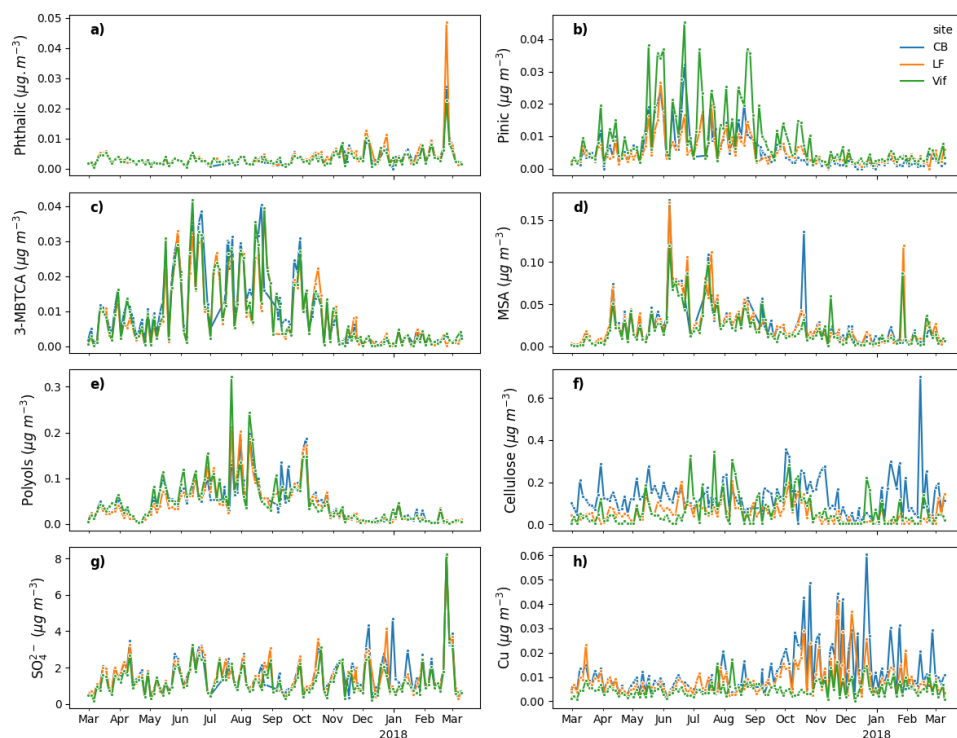 a)
Phthalic (μg.m⁻³)
0.05
0.04
0.03
0.02
0.01
0.00
b)
Pinic (μg m⁻³)
0.04
0.03
0.02
0.01
0.00
site
CB
LF
Vif
c)
3-MBTCA (μg m⁻³)
0.04
0.03
0.02
0.01
0.00
d)
MSA (μg m⁻³)
0.15
0.10
0.05
0.00
e)
Polyols (μg m⁻³)
0.3
0.2
0.1
0.0
f)
Cellulose (μg m⁻³)
0.6
0.4
0.2
0.0
g)
SO₄²⁻ (μg m⁻³)
8
6
4
2
0
Mar Apr May Jun Jul Aug Sep Oct Nov Dec Jan Feb Mar
2018
h)
Cu (μg m⁻³)
0.06
0.05
0.04
0.03
0.02
0.01
0.00
Mar Apr May Jun Jul Aug Sep Oct Nov Dec Jan Feb Mar
2018